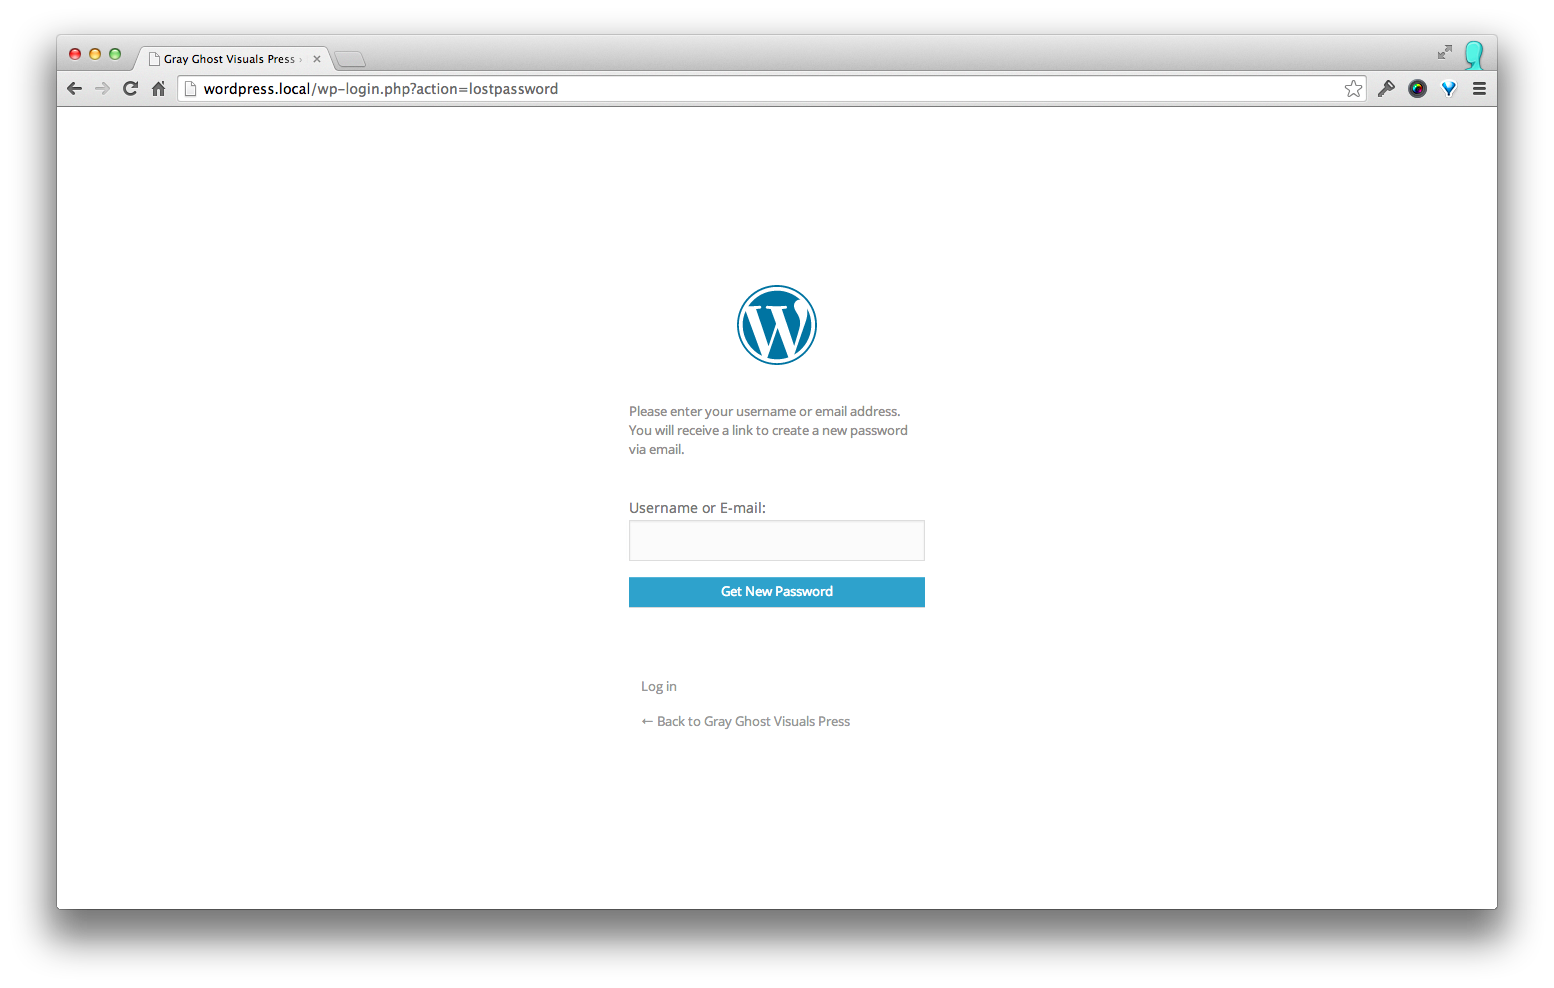 Gray Ghost Visuals Press ›
wordpress.local/wp-login.php?action=lostpassword
W
Please enter your username or email address.
You will receive a link to create a new password
via email.
Username or E-mail:
Get New Password
Log in
← Back to Gray Ghost Visuals Press